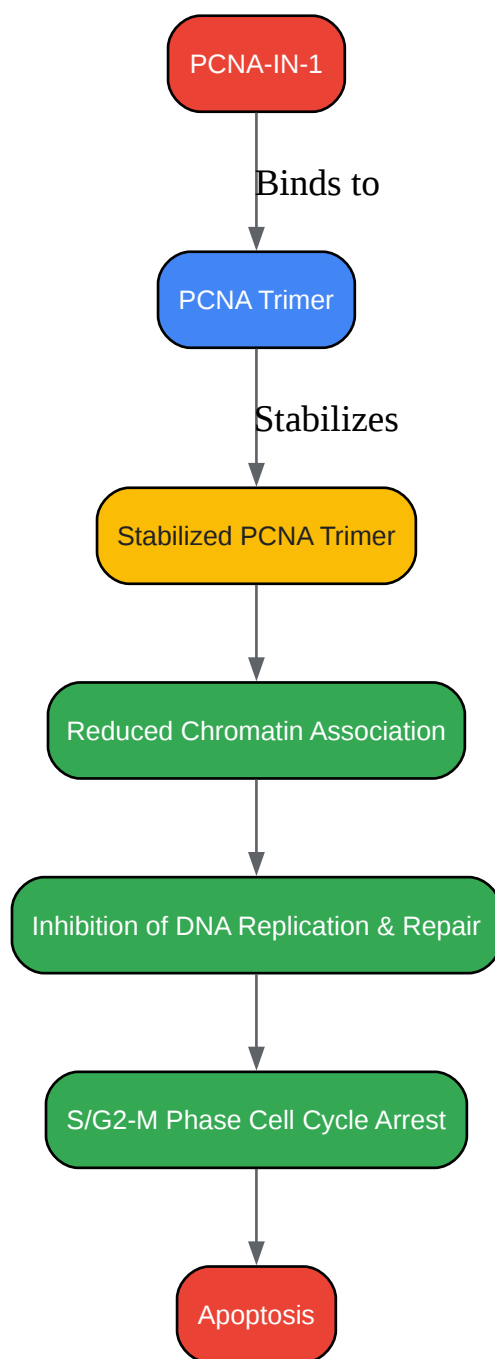 PCNA-IN-1
Binds to
PCNA Trimer
Stabilizes
Stabilized PCNA Trimer
Reduced Chromatin Association
Inhibition of DNA Replication & Repair
S/G2-M Phase Cell Cycle Arrest
Apoptosis